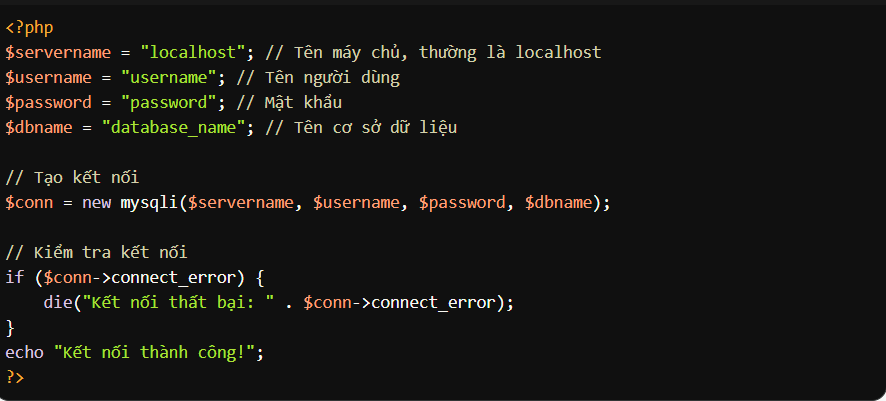 <?php
$servername = "localhost"; // Tên máy chủ, thường là localhost
$username = "username"; // Tên người dùng
$password = "password"; // Mật khẩu
$dbname = "database_name"; // Tên cơ sở dữ liệu
// Tạo kết nối
$conn = new mysqli($servername, $username, $password, $dbname);
// Kiểm tra kết nối
if ($conn->connect_error) {
    die("Kết nối thất bại: " . $conn->connect_error);
}
echo "Kết nối thành công!";
?>